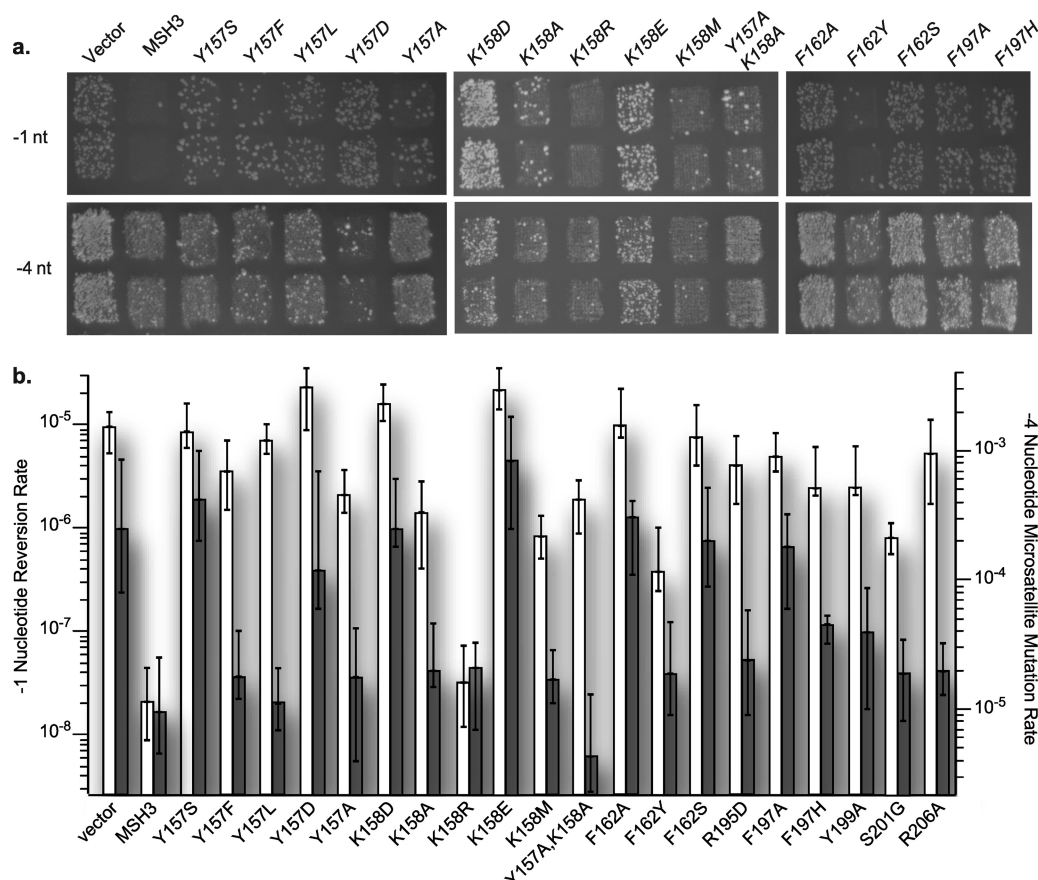 a.
Vector MSH3 Y157S Y157F Y157L Y157D Y157A K158D K158A K158R K158E K158M Y157A K158A F162A F162Y F162S F197A F197H
-1 nt
-4 nt
b.
-1 Nucleotide Reversion Rate
10-5
10-6
10-7
10-8
10-3
10-4
10-5
-4 Nucleotide Microsatellite Mutation Rate
vector MSH3 Y157S Y157F Y157L Y157D Y157A K158D K158A K158R K158E K158M Y157A,K158A F162A F162Y F162S R195D F197A F197H Y199A S201G R206A